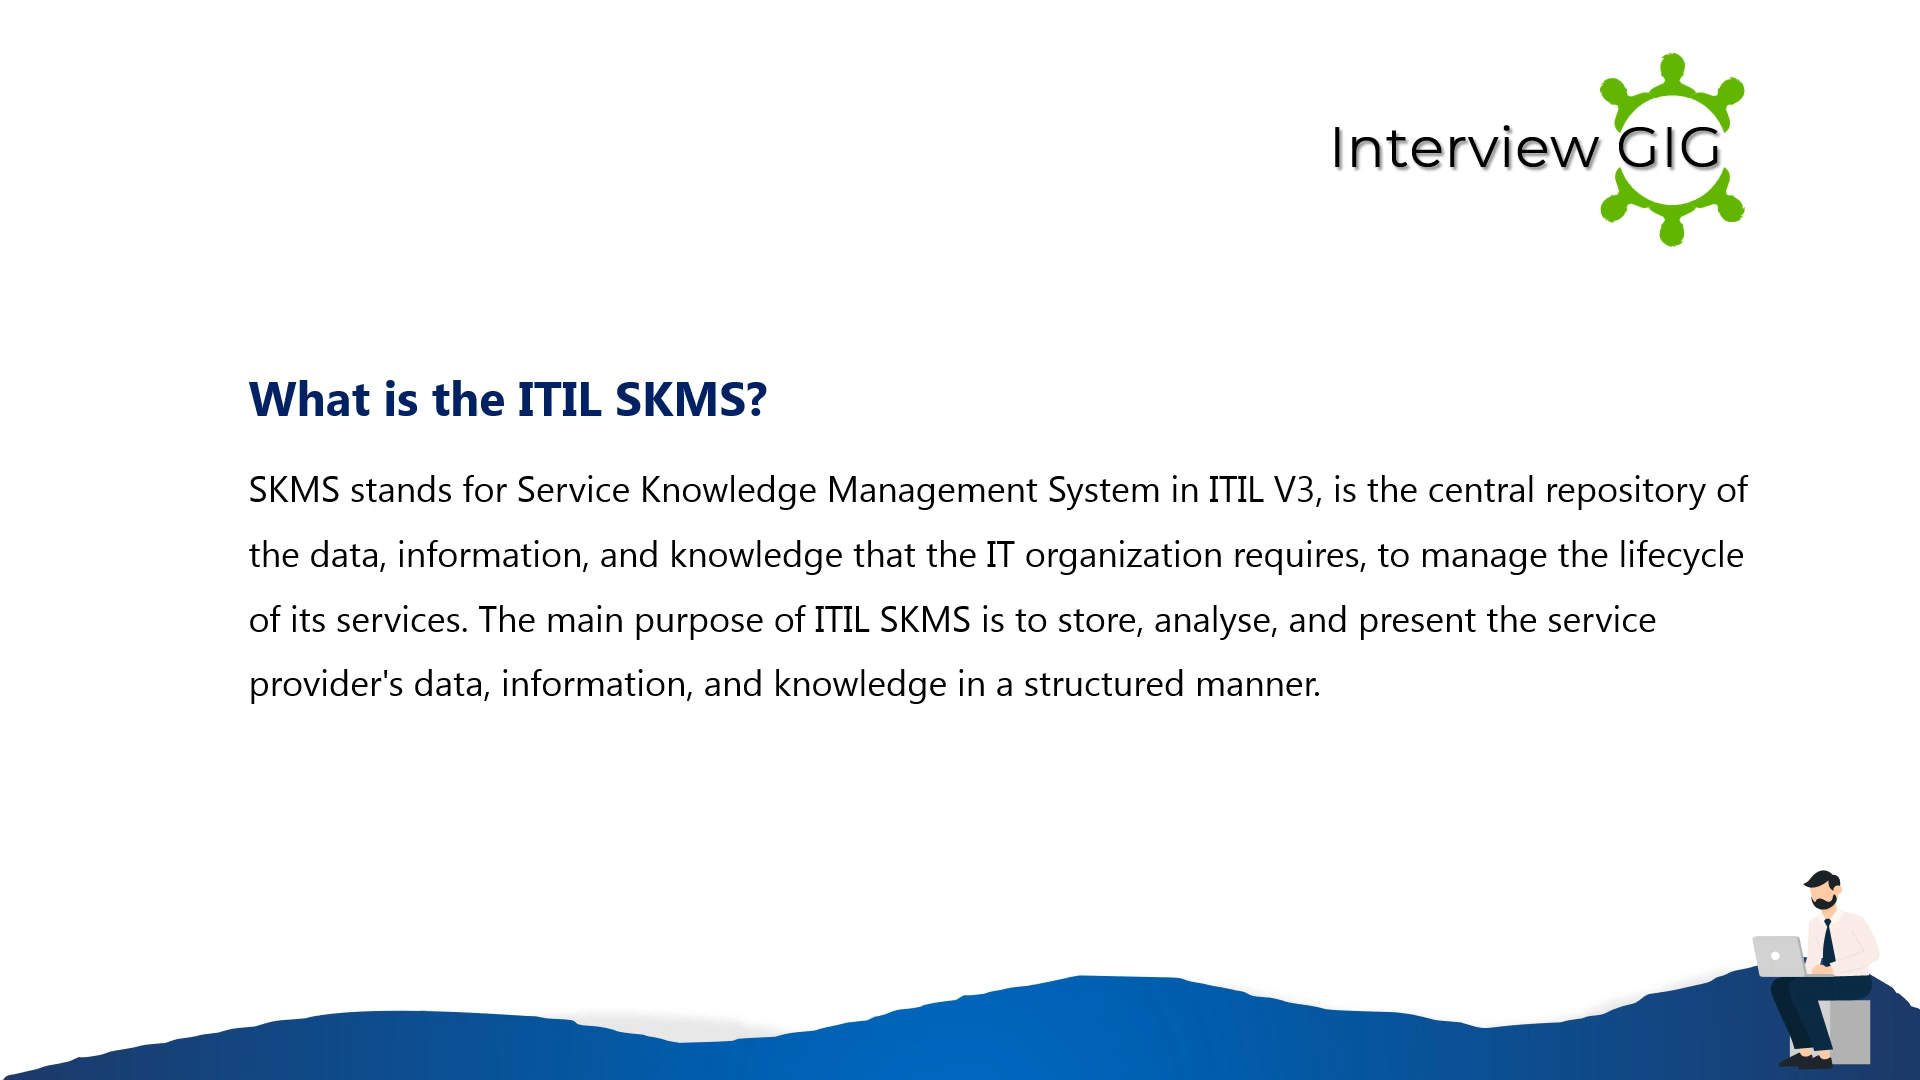 Interview GIG
What is the ITIL SKMS?
SKMS stands for Service Knowledge Management System in ITIL V3, is the central repository of
the data, information, and knowledge that the IT organization requires, to manage the lifecycle
of its services. The main purpose of ITIL SKMS is to store, analyse, and present the service
provider's data, information, and knowledge in a structured manner.